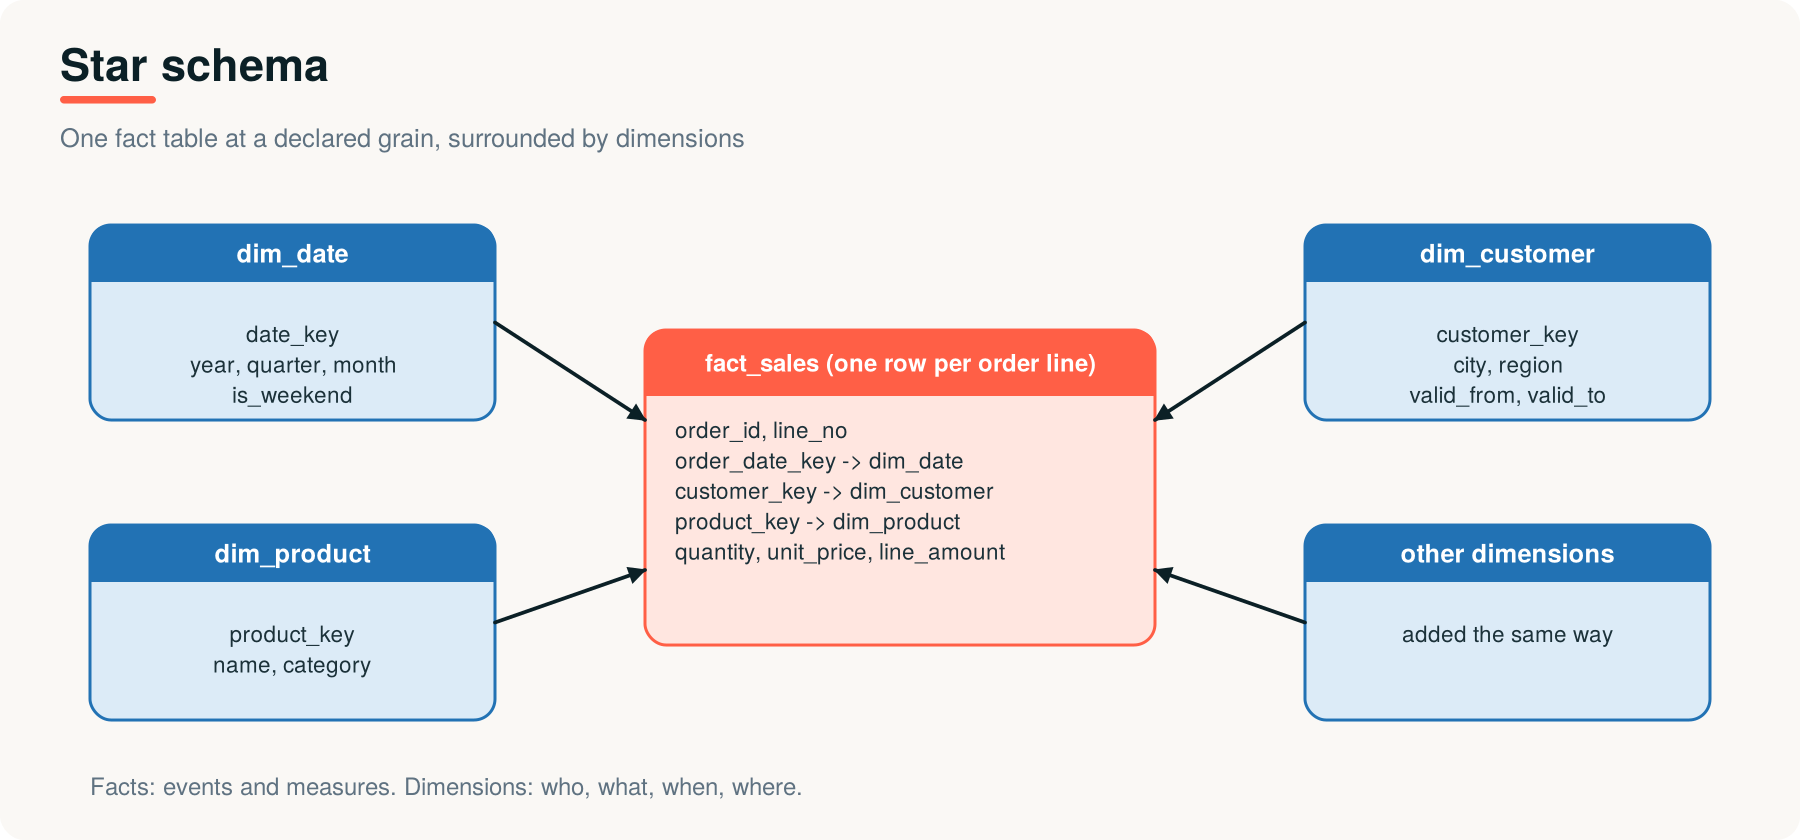 Star schema
One fact table at a declared grain, surrounded by dimensions
dim_date
date_key
year, quarter, month
is_weekend
dim_customer
customer_key
city, region
valid_from, valid_to
fact_sales (one row per order line)
order_id, line_no
order_date_key -> dim_date
customer_key -> dim_customer
product_key -> dim_product
quantity, unit_price, line_amount
dim_product
product_key
name, category
other dimensions
added the same way
Facts: events and measures. Dimensions: who, what, when, where.